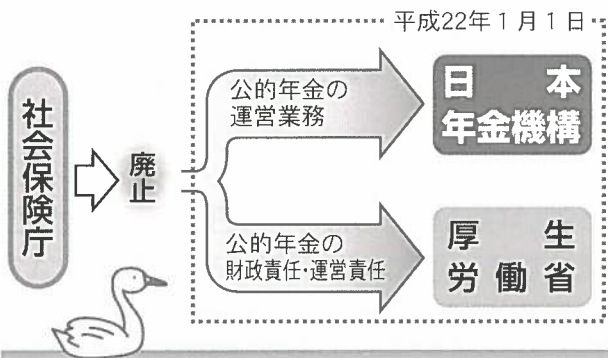 平成22年1月1日
社会保険庁
廃止
公的年金の
運営業務
日本
年金機構
公的年金の
財政責任・運営責任
厚生
労働省